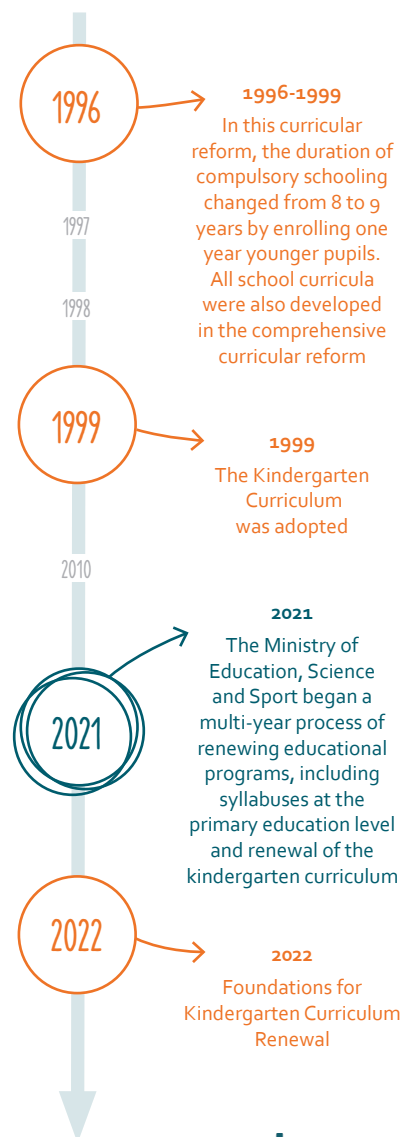 1996
1996-1999
In this curricular
reform, the duration of
compulsory schooling
changed from 8 to 9
years by enrolling one
year younger pupils.
All school curricula
were also developed
in the comprehensive
curricular reform
1997
1998
1999
1999
The Kindergarten
Curriculum
was adopted
2010
2021
2021
The Ministry of
Education, Science
and Sport began a
multi-year process of
renewing educational
programs, including
syllabuses at the
primary education level
and renewal of the
kindergarten curriculum
2022
2022
Foundations for
Kindergarten Curriculum
Renewal